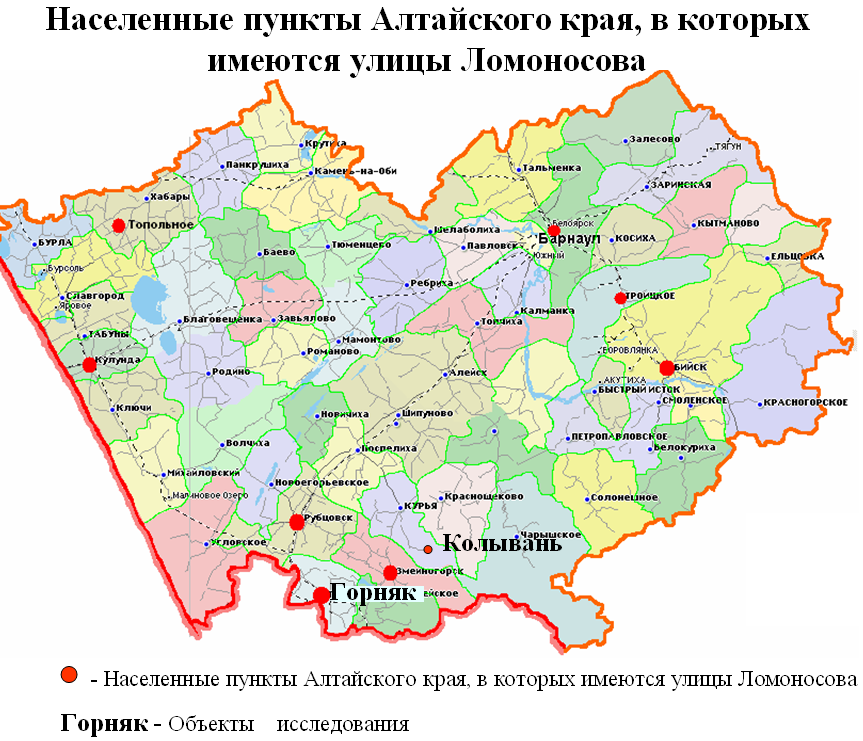 Населенные пункты Алтайского края, в которых
имеются улицы Ломоносова
Крутиха
Залесово
ТЯГУН
Панкрушиха
Камень-на-Оби
Тальменка
ЗАРИНСКАЯ
Хабары
Топольное
Шелаболиха
Белоярск
Барнаул
КОСИХА
КЫТМАНОВО
БУРЛА
Баево
Тюменцево
Павловск
Южный
ЕЛЬЦОВКА
Бурсоль
Славгород
Яровое
Ребриха
ТРОИЦКОЕ
Благовещенка
Завьялово
Топчиха
Калманка
ТАБУНЫ
Мамонтово
Романово
БОРОВЛЯНКА
Кулунда
Родино
Алейск
БИЙСК
АКУТИХА
БЫСТРЫЙ ИСТОК
СМОЛЕНСКОЕ
КРАСНОГОРСКОЕ
Ключи
Новичиха
Шипуново
Волчиха
Поспелиха
ПЕТРОПАВЛОВСКОЕ
Белокуриха
Михайловский
Новоегорьевское
Малиновое Озеро
КУРЬЯ
Краснощеково
Солонешное
Рубцовск
Угловское
Колывань
Чарышское
Змеиногорск
Горняк
ейское
- Населенные пункты Алтайского края, в которых имеются улицы Ломоносова
Горняк - Объекты исследования